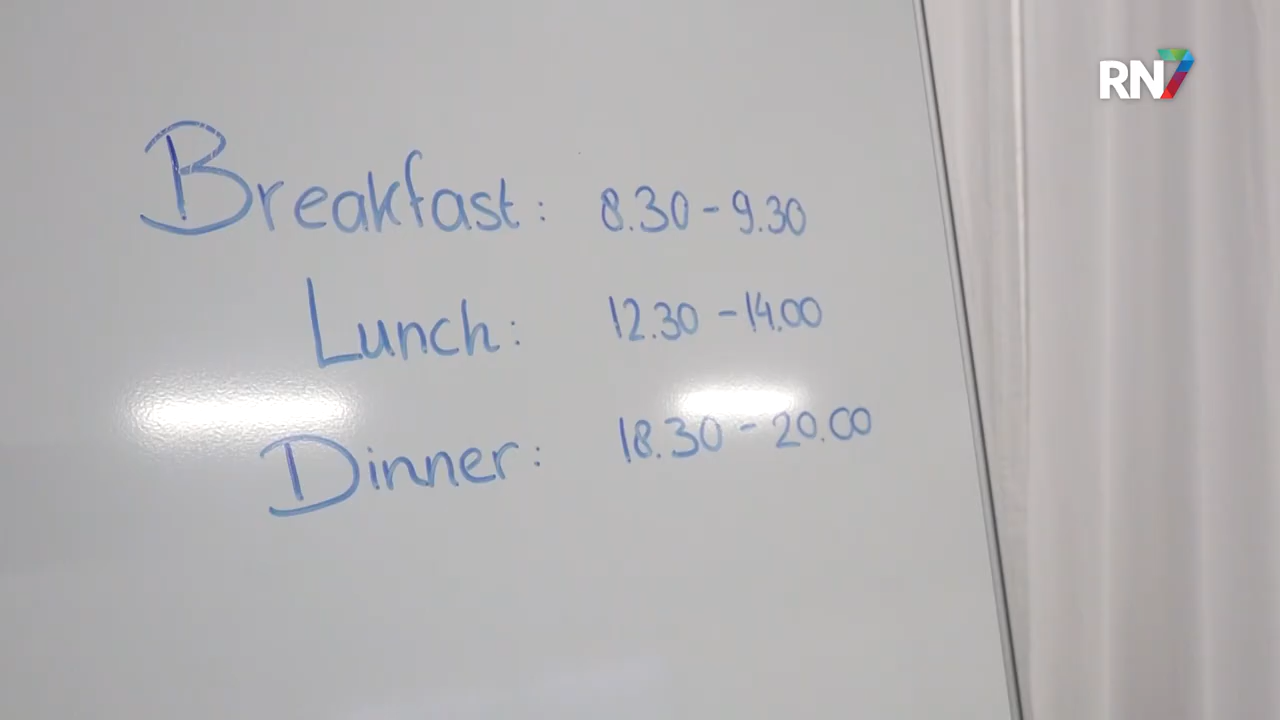 RN7
Breakfast: 8.30 - 9.30
Lunch: 12.30 - 14.00
Dinner: 18.30 - 20.00